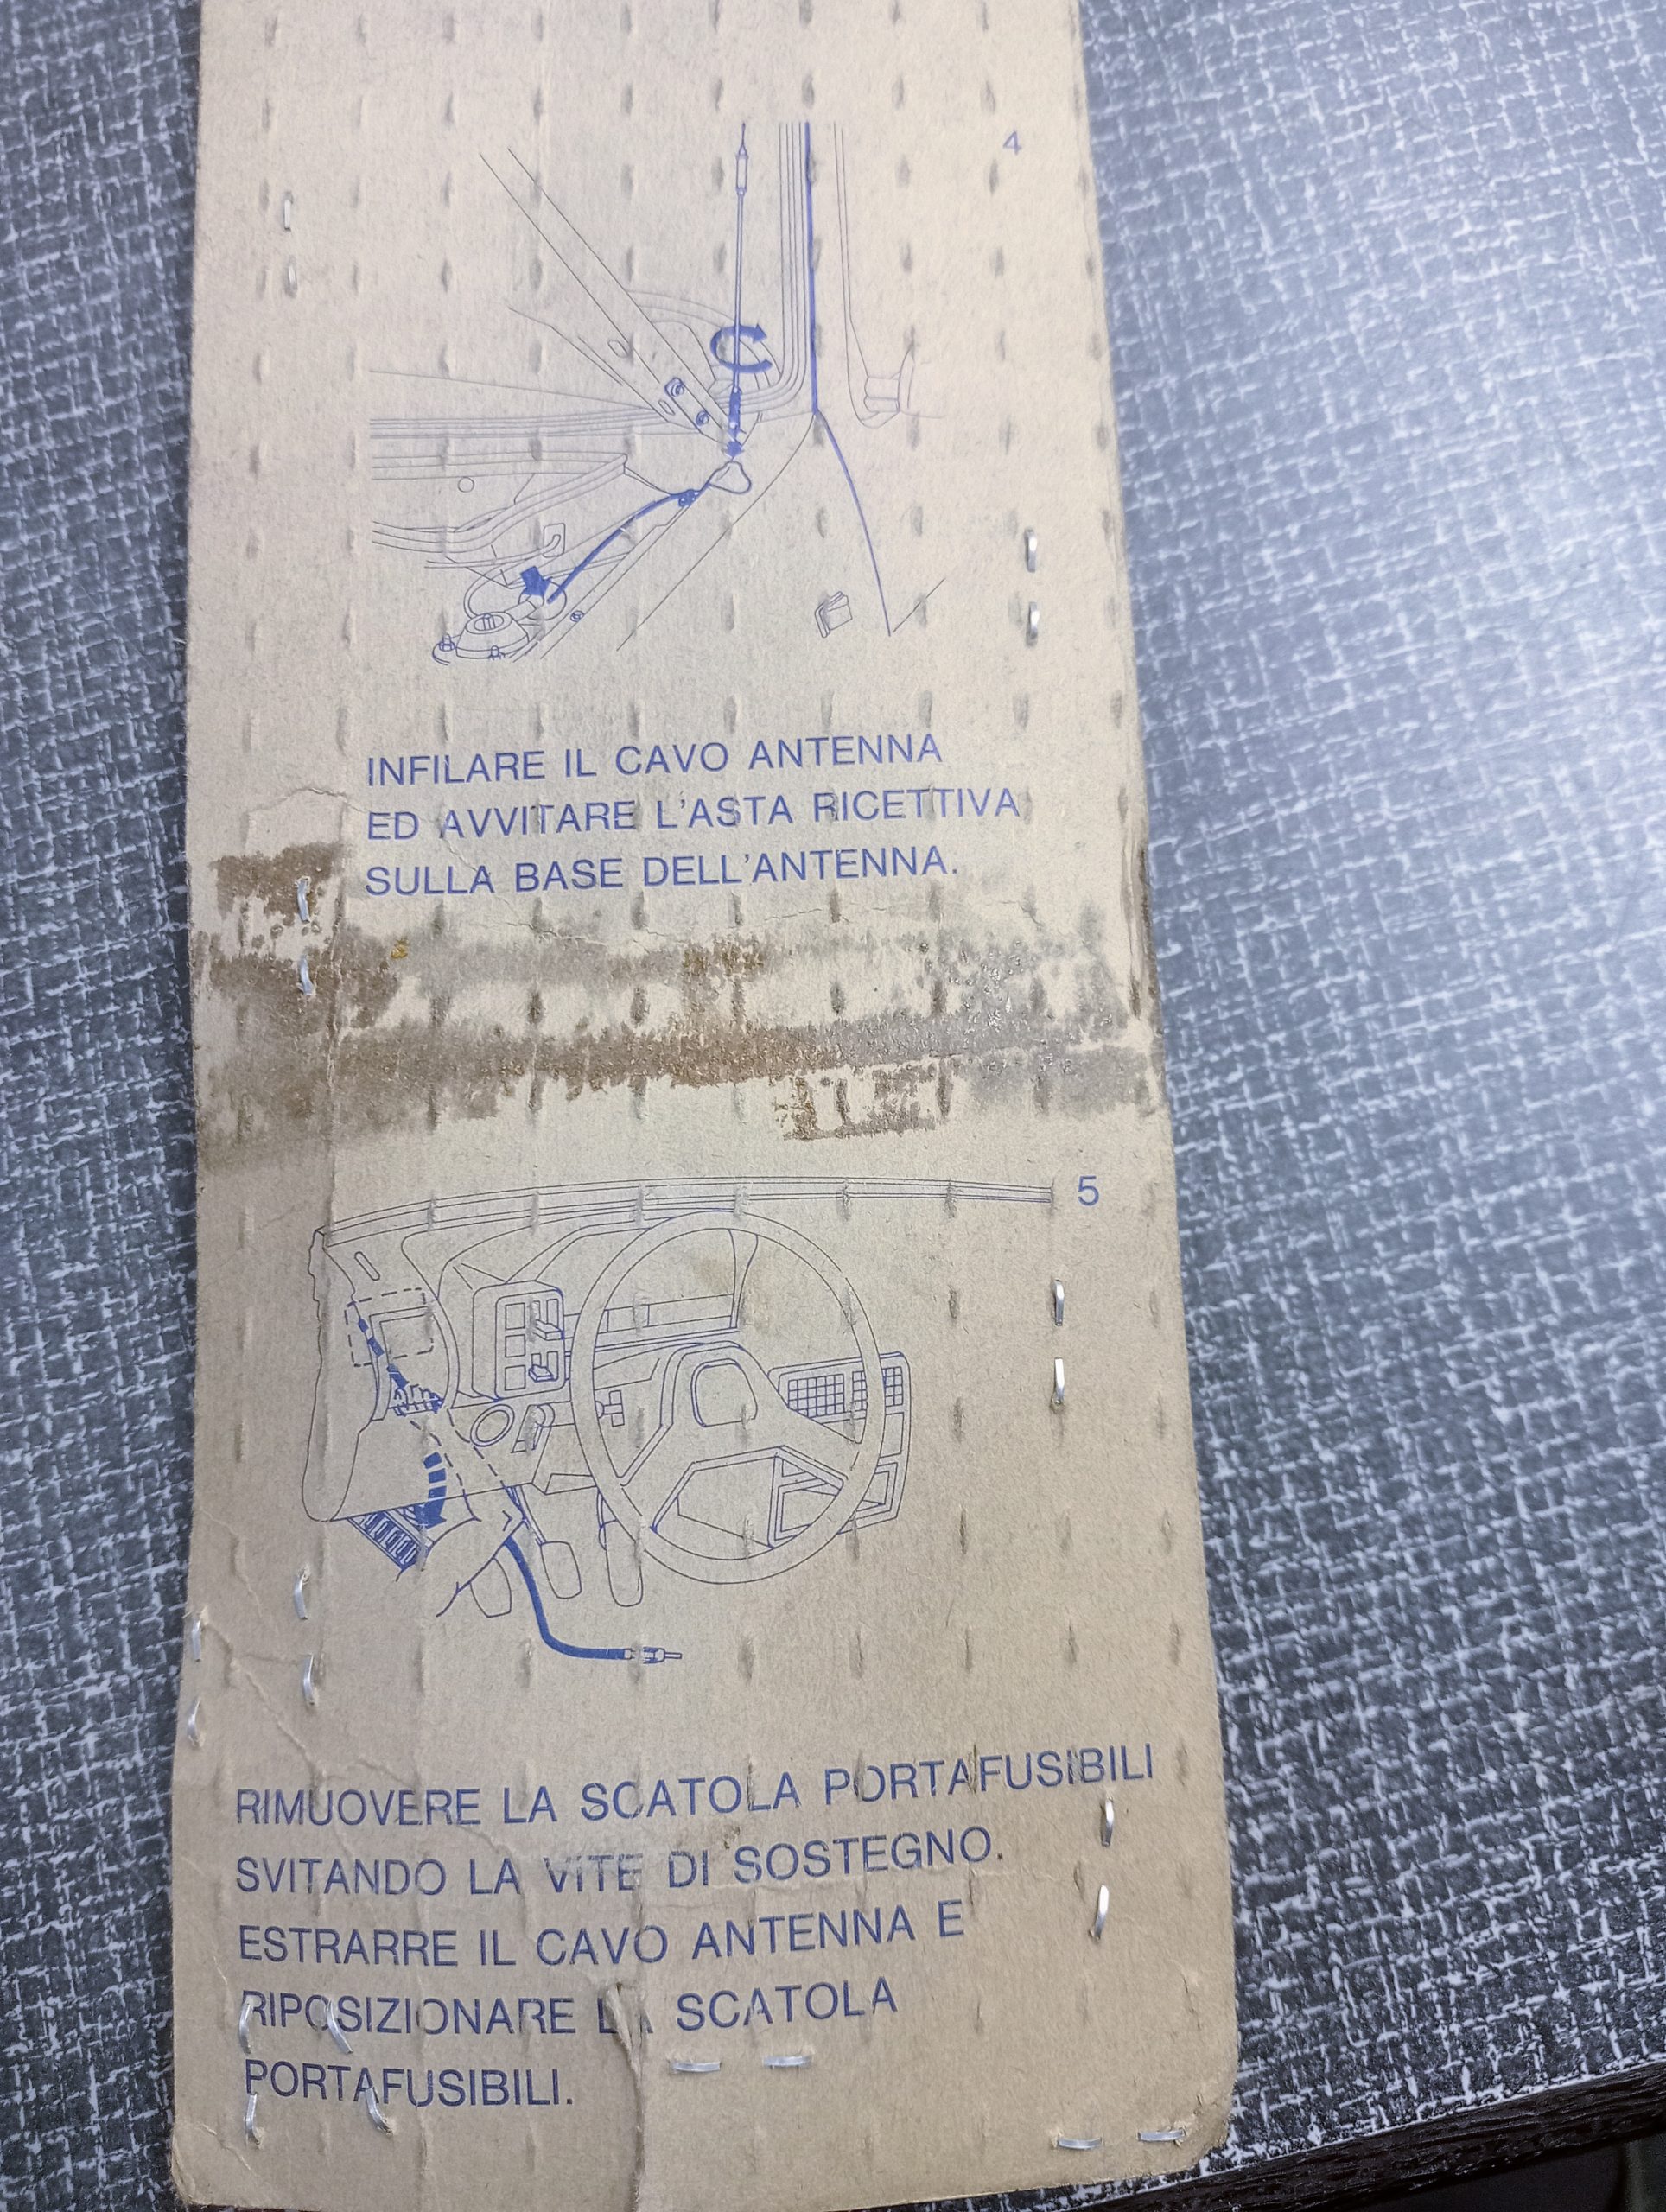 4
INFILARE IL CAVO ANTENNA
ED AVVITARE L'ASTA RICETTIVA
SULLA BASE DELL'ANTENNA.
5
RIMUOVERE LA SCATOLA PORTAFUSIBILI
SVITANDO LA VITE DI SOSTEGNO.
ESTRARRE IL CAVO ANTENNA E
RIPOSIZIONARE LA SCATOLA
PORTAFUSIBILI.